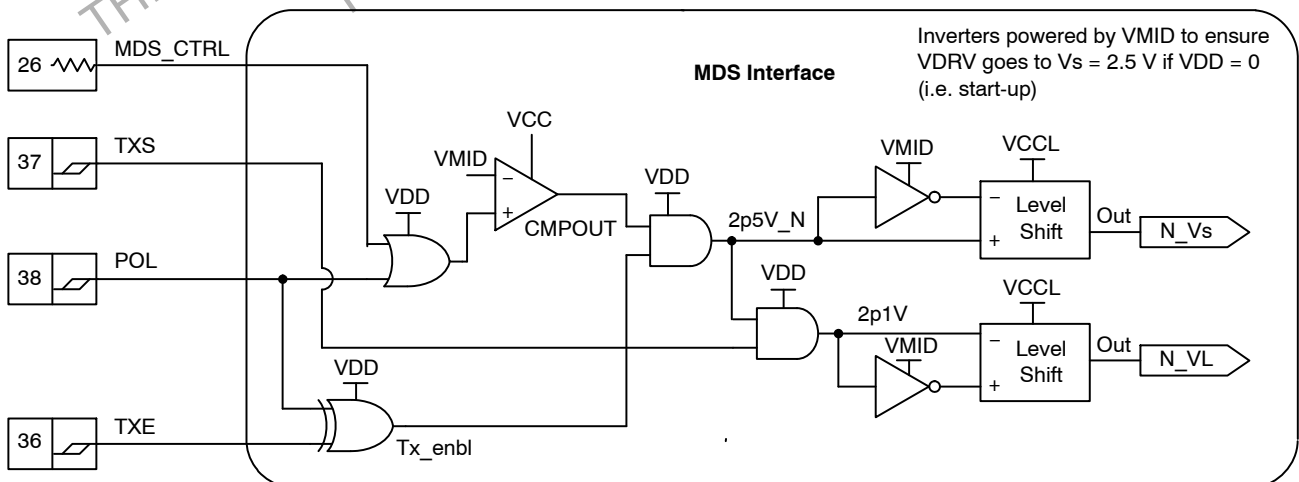 Inverters powered by VMID to ensure
VDRV goes to Vs = 2.5 V if VDD = 0
(i.e. start-up)
MDS Interface
26
MDS_CTRL
37
TXS
38
POL
36
TXE
VCC
VMID
−
+
CMPOUT
VDD
VDD
VDD
Tx_enbl
2p5V_N
VDD
2p1V
VMID
VCCL
−
+
Level
Shift
Out
N_Vs
VMID
VCCL
−
+
Level
Shift
Out
N_VL